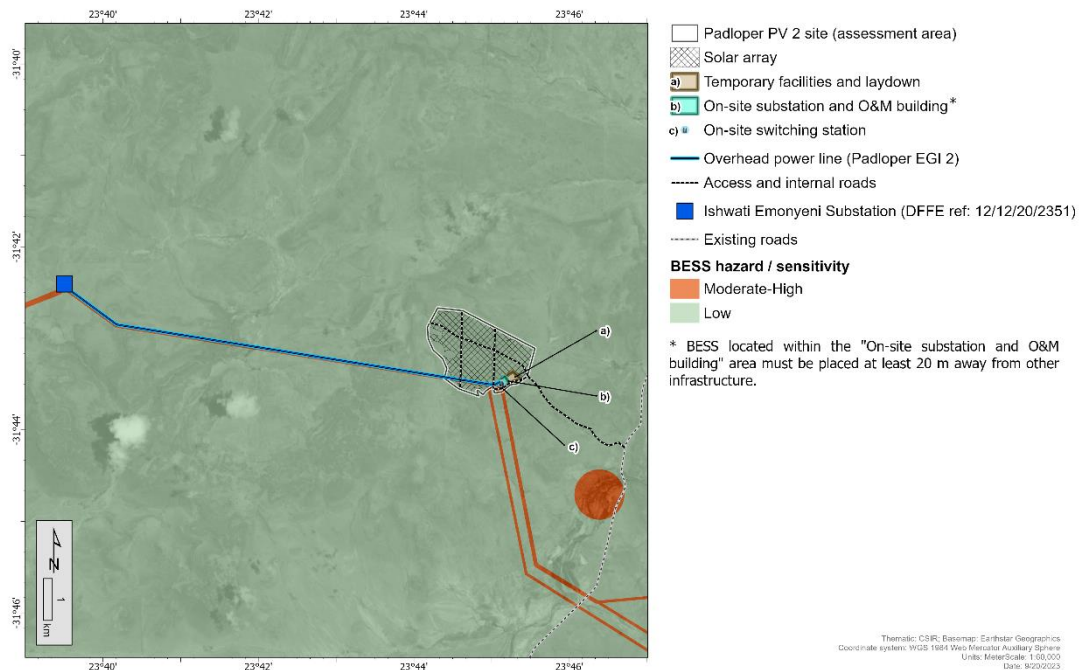 23°40'
23°42'
23°44'
23°46'
-31°40'
-31°42'
-31°44'
-31°46'
a)
b)
c)
N
1
km
23°40'
23°42'
23°44'
23°46'
Padloper PV 2 site (assessment area)
Solar array
a) Temporary facilities and laydown
b) On-site substation and O&M building*
c) On-site switching station
Overhead power line (Padloper EGI 2)
Access and internal roads
Ishwati Emonyeni Substation (DFFE ref: 12/12/20/2351)
Existing roads
BESS hazard / sensitivity
Moderate-High
Low
* BESS located within the "On-site substation and O&M
building" area must be placed at least 20 m away from other
infrastructure.
Thematic: CSIR; Basemap: Earthstar Geographics
Coordinate system: WGS 1984 Web Mercator Auxiliary Sphere
Units: MeterScale: 1:60,000
Date: 9/20/2023